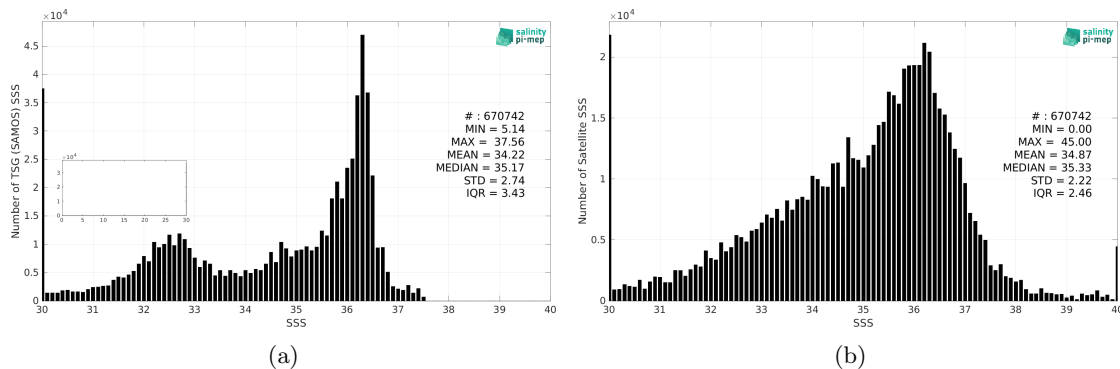 ×10⁴
4.5
4
3.5
3
2.5
2
1.5
1
0.5
0
Number of TSG (SAMOS) SSS
30 31 32 33 34 35 36 37 38 39 40
SSS
salinity
pi-mep
# : 670742
MIN = 5.14
MAX = 37.56
MEAN = 34.22
MEDIAN = 35.17
STD = 2.74
IQR = 3.43
×10⁴
3
2
1
0
0 5 10 15 20 25 30
(a)
×10⁴
2
1.5
1
0.5
0
Number of Satellite SSS
30 31 32 33 34 35 36 37 38 39 40
SSS
salinity
pi-mep
# : 670742
MIN = 0.00
MAX = 45.00
MEAN = 34.87
MEDIAN = 35.33
STD = 2.22
IQR = 2.46
(b)